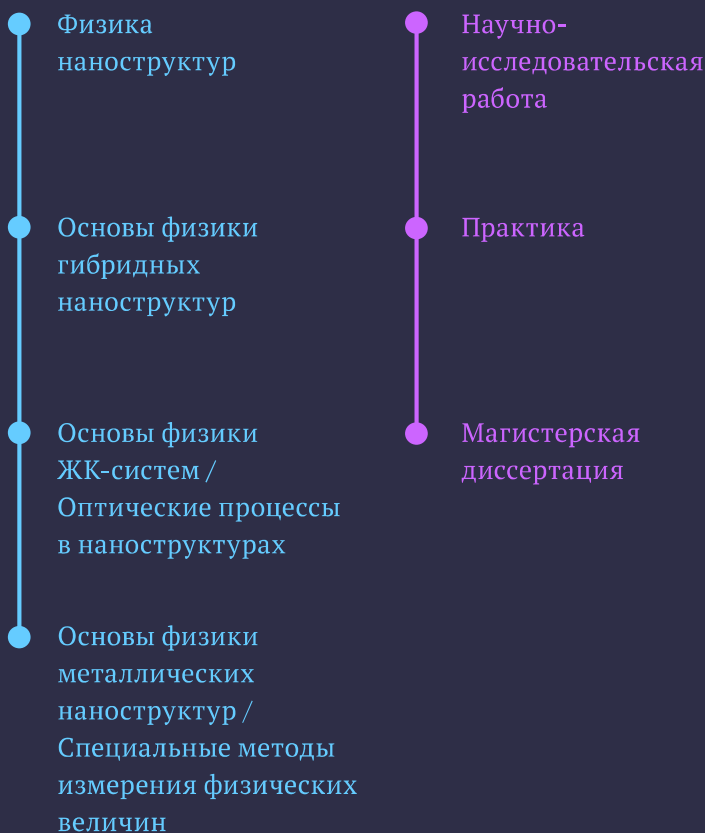 Физика
наноструктур
Основы физики
гибридных
наноструктур
Основы физики
ЖК-систем /
Оптические процессы
в наноструктурах
Основы физики
металлических
наноструктур /
Специальные методы
измерения физических
величин
Научно-
исследовательская
работа
Практика
Магистерская
диссертация